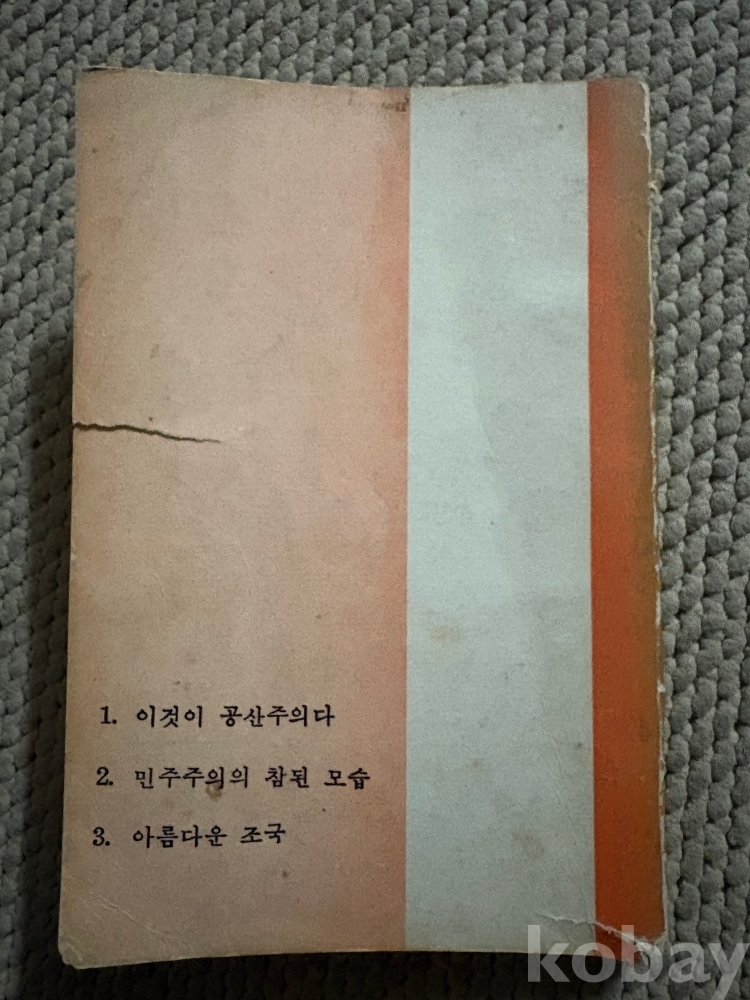 1. 이것이 공산주의다
2. 민주주의의 참된 모습
3. 아름다운 조국
kobay